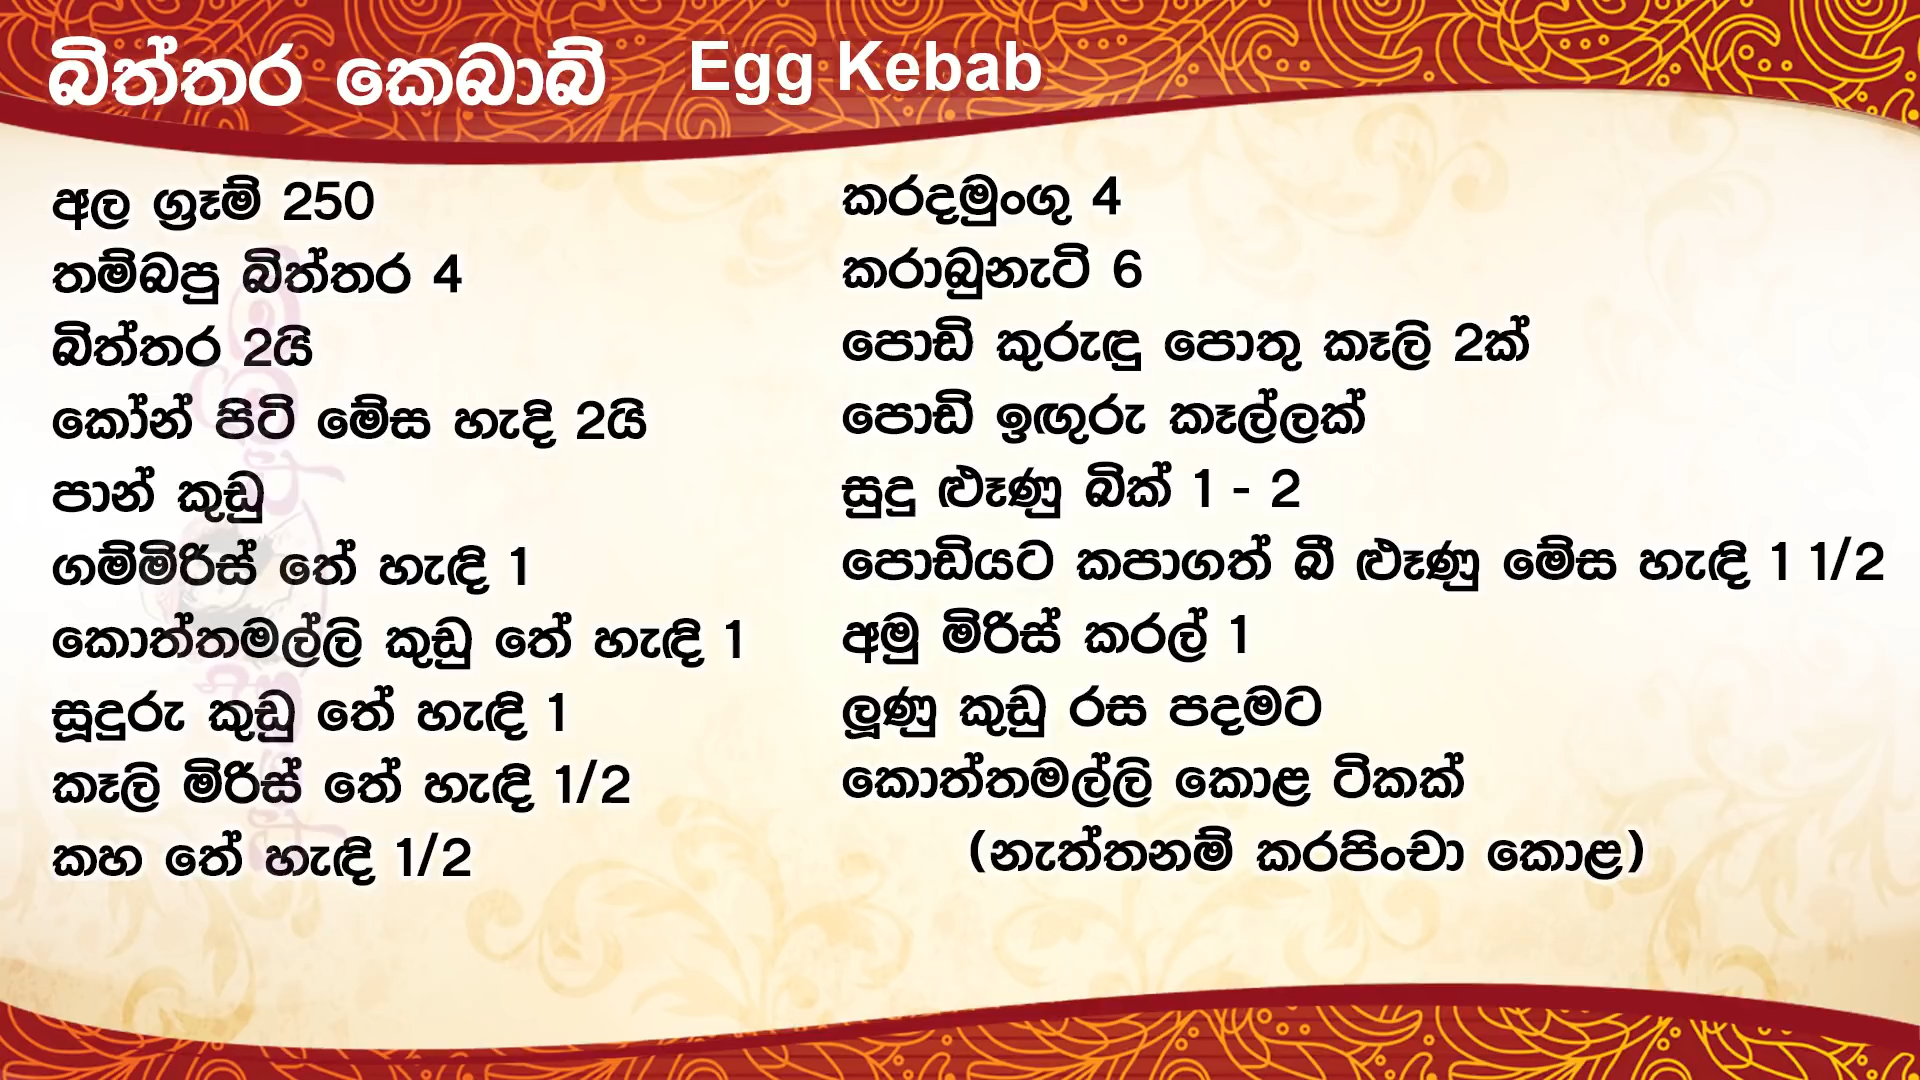 බිත්තර කෙබාබ් Egg Kebab
අල ග්‍රෑම් 250
තම්බපු බිත්තර 4
බිත්තර 2යි
කෝන් පිටි මේස හැදි 2යි
පාන් කුඩු
ගම්මිරිස් තේ හැඳි 1
කොත්තමල්ලි කුඩු තේ හැඳි 1
සූදුරු කුඩු තේ හැඳි 1
කෑලි මිරිස් තේ හැඳි 1/2
කහ තේ හැඳි 1/2
කරදමුංගු 4
කරාබුනැටි 6
පොඩි කුරුඳු පොතු කෑලි 2ක්
පොඩි ඉඟුරු කෑල්ලක්
සුදු ළූණු බික් 1 - 2
පොඩියට කපාගත් බී ළූණු මේස හැඳි 1 1/2
අමු මිරිස් කරල් 1
ලූණු කුඩු රස පදමට
කොත්තමල්ලි කොළ ටිකක්
(නැත්තනම් කරපිංචා කොළ)